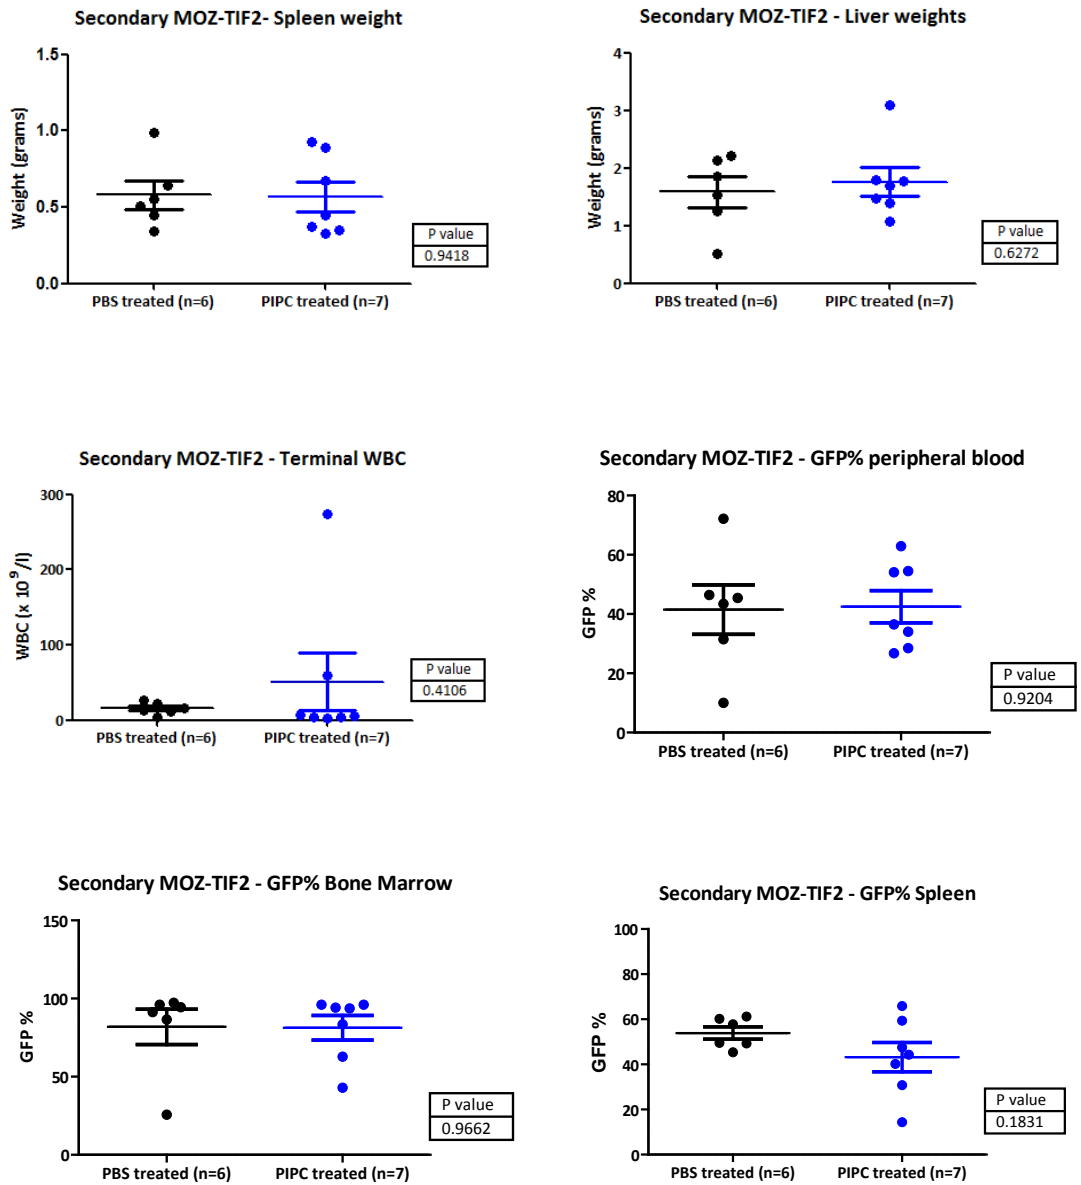 Secondary MOZ-TIF2- Spleen weight
Weight (grams)
1.5
1.0
0.5
0.0
PBS treated (n=6)
PIPC treated (n=7)
P value
0.9418
Secondary MOZ-TIF2 - Liver weights
Weight (grams)
4
3
2
1
0
PBS treated (n=6)
PIPC treated (n=7)
P value
0.6272
Secondary MOZ-TIF2 - Terminal WBC
WBC (x 10^9/l)
300
200
100
0
PBS treated (n=6)
PIPC treated (n=7)
P value
0.4106
Secondary MOZ-TIF2 - GFP% peripheral blood
GFP %
80
60
40
20
0
PBS treated (n=6)
PIPC treated (n=7)
P value
0.9204
Secondary MOZ-TIF2 - GFP% Bone Marrow
GFP %
150
100
50
0
PBS treated (n=6)
PIPC treated (n=7)
P value
0.9662
Secondary MOZ-TIF2 - GFP% Spleen
GFP %
100
80
60
40
20
0
PBS treated (n=6)
PIPC treated (n=7)
P value
0.1831